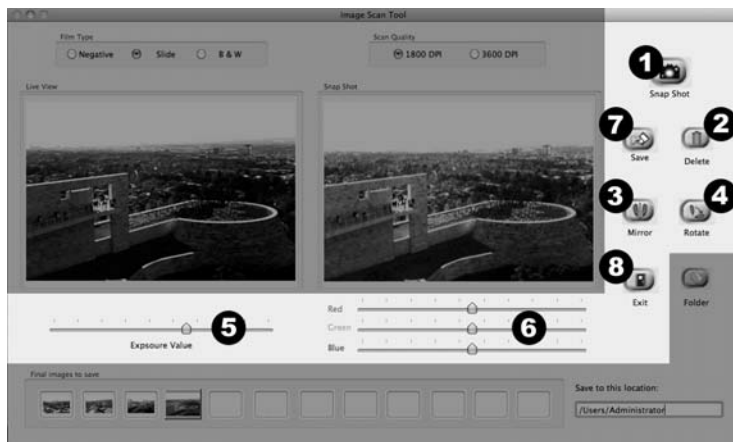 Image Scan Tool
Film Type
Negative Slide B & W
Scan Quality
1800 DPI 3600 DPI
Live View
Snap Shot
1
Snap Shot
7
Save
2
Delete
3
Mirror
4
Rotate
8
Exit
Folder
5
Expsoure Value
Red
Green
Blue
6
Final images to save
Save to this location:
/Users/Administrator